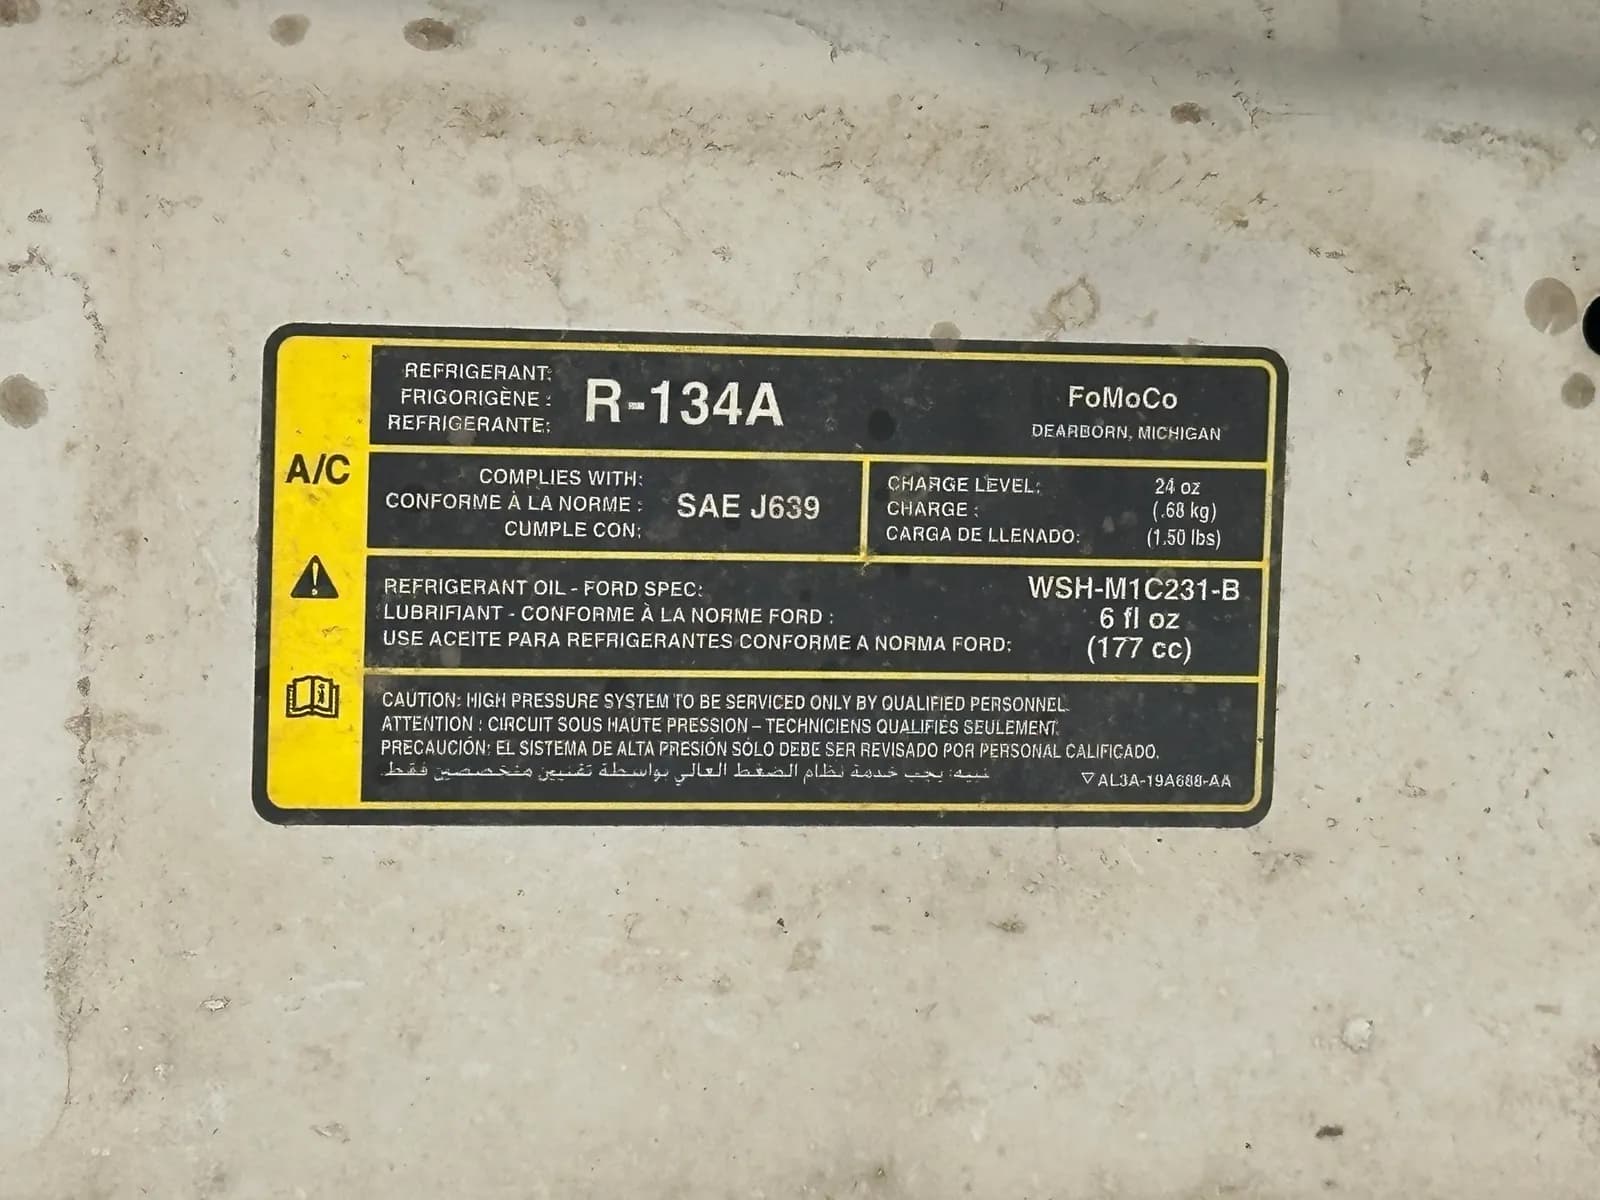 A/C
REFRIGERANT:
FRIGORIGÈNE :
REFRIGERANTE:
R-134A
FoMoCo
DEARBORN, MICHIGAN
COMPLIES WITH:
CONFORME À LA NORME :
CUMPLE CON:
SAE J639
CHARGE LEVEL:
CHARGE :
CARGA DE LLENADO:
24 oz
(.68 kg)
(1.50 lbs)
REFRIGERANT OIL - FORD SPEC:
LUBRIFIANT - CONFORME À LA NORME FORD :
USE ACEITE PARA REFRIGERANTES CONFORME A NORMA FORD:
WSH-M1C231-B
6 fl oz
(177 cc)
CAUTION: HIGH PRESSURE SYSTEM TO BE SERVICED ONLY BY QUALIFIED PERSONNEL.
ATTENTION : CIRCUIT SOUS HAUTE PRESSION – TECHNICIENS QUALIFIÉS SEULEMENT.
PRECAUCIÓN: EL SISTEMA DE ALTA PRESIÓN SÓLO DEBE SER REVISADO POR PERSONAL CALIFICADO.
تنبيه: يجب خدمة نظام الضغط العالي بواسطة تقنيين متخصصين فقط
AL3A-19A688-AA